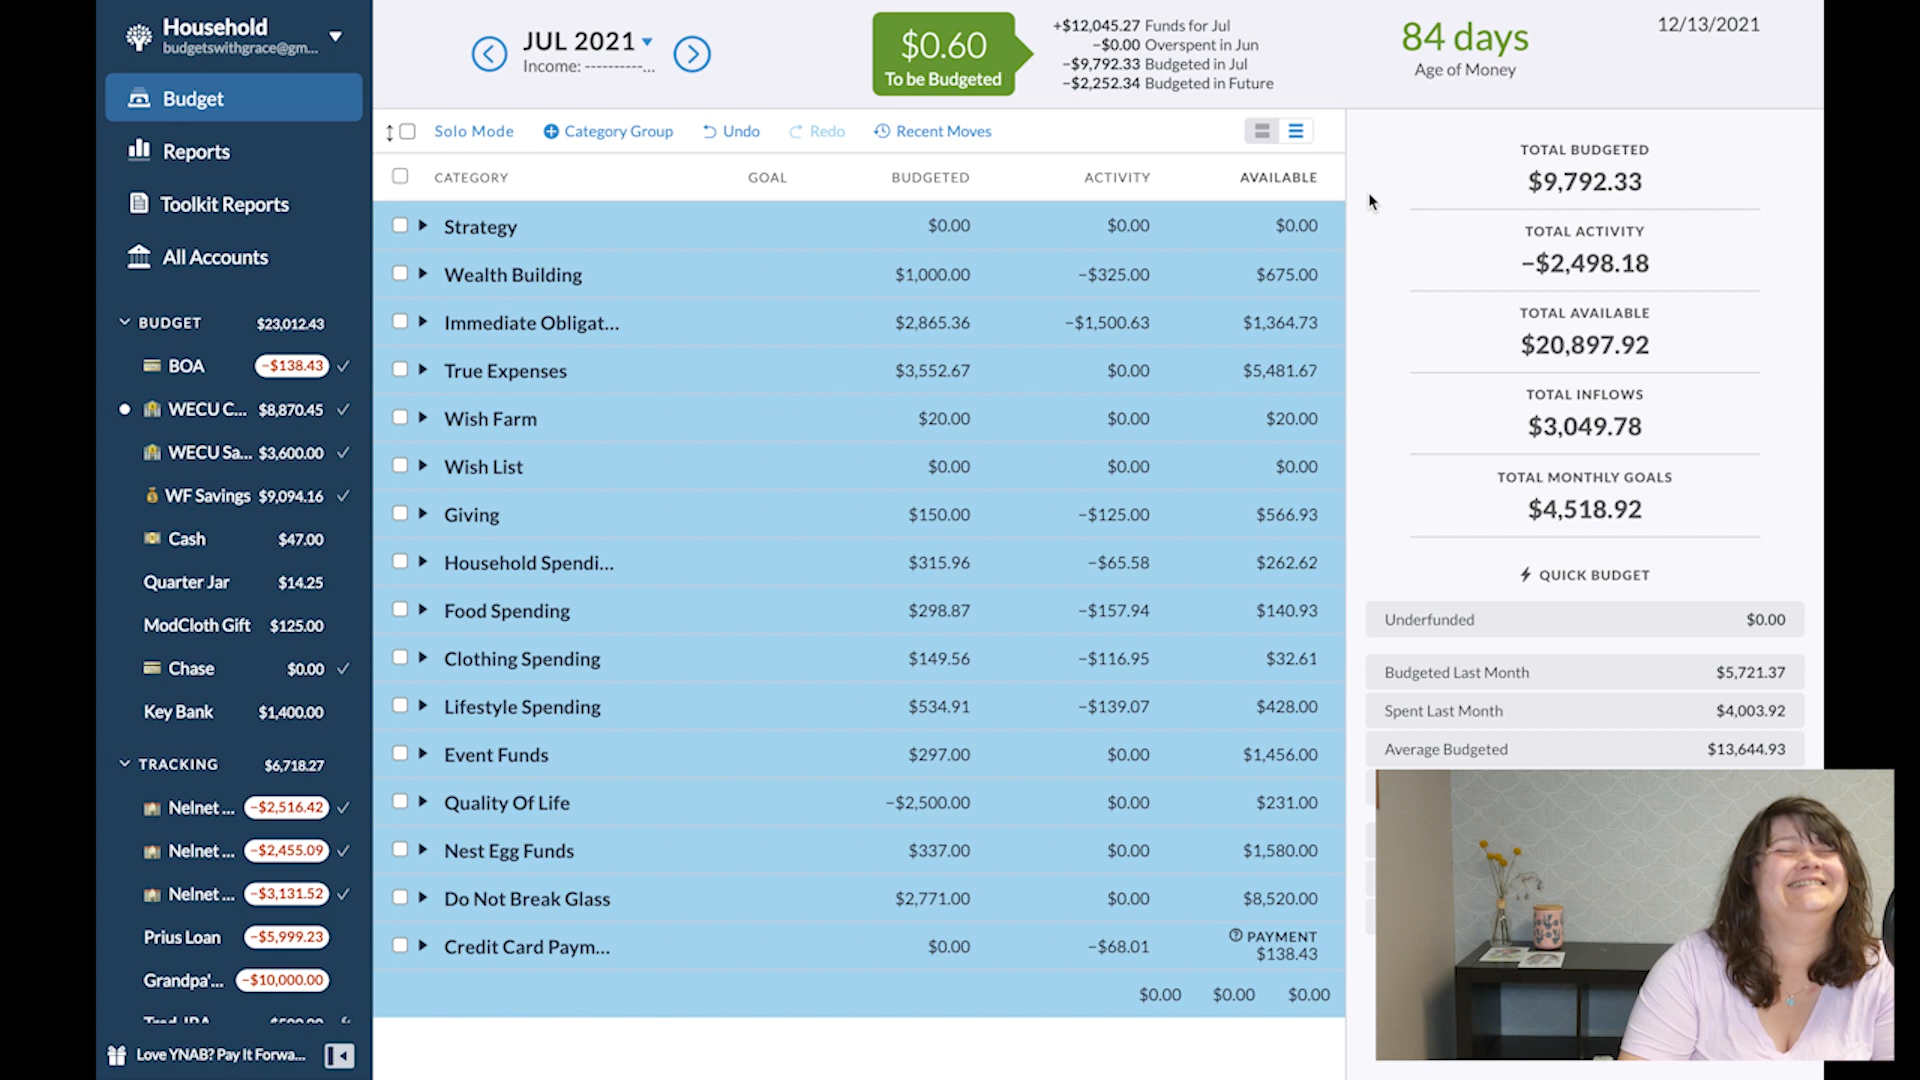 Household
budgetswithgrace@gm...
Budget
Reports
Toolkit Reports
All Accounts
BUDGET $23,012.43
BOA −$138.43
WECU C... $8,870.45
WECU Sa... $3,600.00
WF Savings $9,094.16
Cash $47.00
Quarter Jar $14.25
ModCloth Gift $125.00
Chase $0.00
Key Bank $1,400.00
TRACKING $6,718.27
Nelnet ... −$2,516.42
Nelnet ... −$2,455.09
Nelnet ... −$3,131.52
Prius Loan −$5,999.23
Grandpa'... −$10,000.00
Love YNAB? Pay It Forwa...
JUL 2021
Income: ----------...
$0.60
To be Budgeted
+$12,045.27 Funds for Jul
−$0.00 Overspent in Jun
−$9,792.33 Budgeted in Jul
−$2,252.34 Budgeted in Future
84 days
Age of Money
12/13/2021
Solo Mode Category Group Undo Redo Recent Moves
CATEGORY GOAL BUDGETED ACTIVITY AVAILABLE
Strategy $0.00 $0.00 $0.00
Wealth Building $1,000.00 −$325.00 $675.00
Immediate Obligat... $2,865.36 −$1,500.63 $1,364.73
True Expenses $3,552.67 $0.00 $5,481.67
Wish Farm $20.00 $0.00 $20.00
Wish List $0.00 $0.00 $0.00
Giving $150.00 −$125.00 $566.93
Household Spendi... $315.96 −$65.58 $262.62
Food Spending $298.87 −$157.94 $140.93
Clothing Spending $149.56 −$116.95 $32.61
Lifestyle Spending $534.91 −$139.07 $428.00
Event Funds $297.00 $0.00 $1,456.00
Quality Of Life −$2,500.00 $0.00 $231.00
Nest Egg Funds $337.00 $0.00 $1,580.00
Do Not Break Glass $2,771.00 $0.00 $8,520.00
Credit Card Paym... $0.00 −$68.01 PAYMENT $138.43
$0.00 $0.00 $0.00
TOTAL BUDGETED
$9,792.33
TOTAL ACTIVITY
−$2,498.18
TOTAL AVAILABLE
$20,897.92
TOTAL INFLOWS
$3,049.78
TOTAL MONTHLY GOALS
$4,518.92
QUICK BUDGET
Underfunded $0.00
Budgeted Last Month $5,721.37
Spent Last Month $4,003.92
Average Budgeted $13,644.93